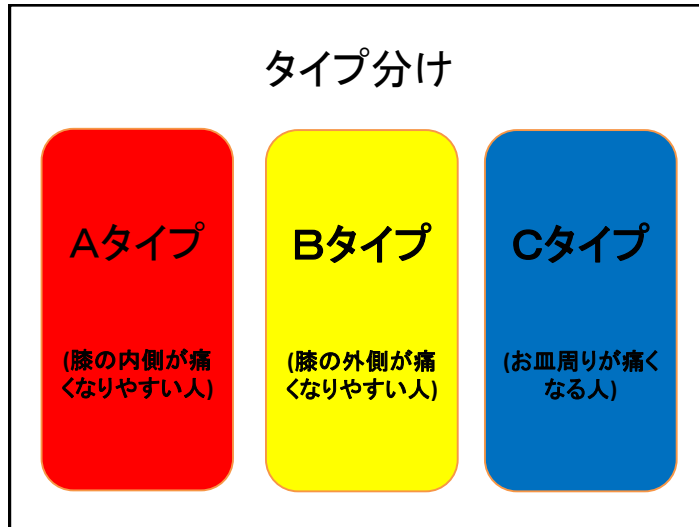 タイプ分け
Aタイプ
(膝の内側が痛
くなりやすい人)
Bタイプ
(膝の外側が痛
くなりやすい人)
Cタイプ
(お皿周りが痛く
なる人)